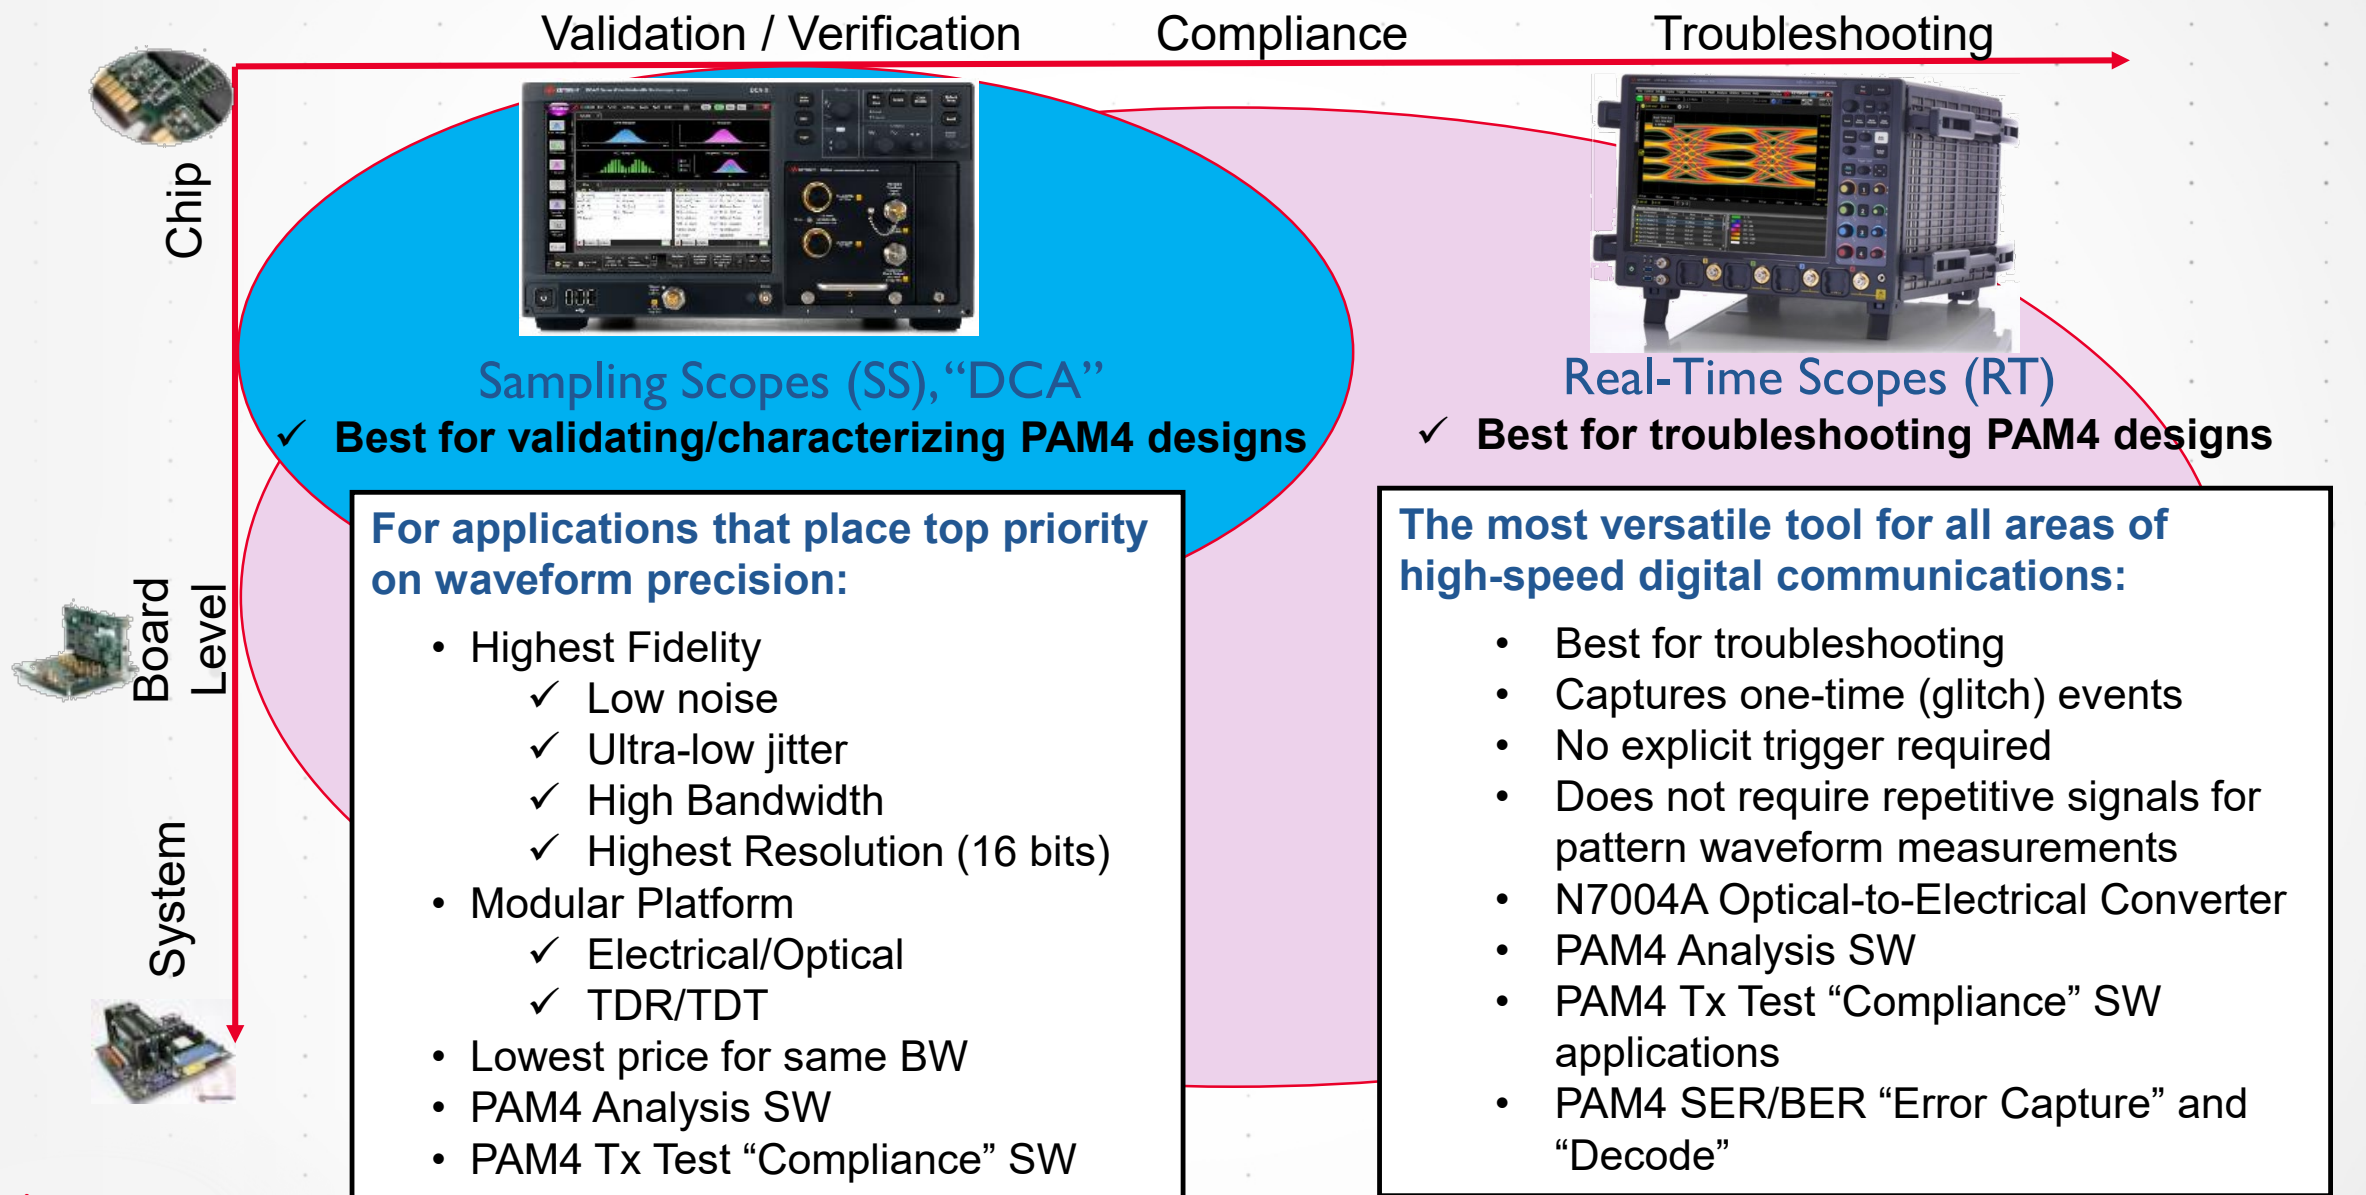 Validation / Verification
Compliance
Troubleshooting
Chip
Board
Level
System
Sampling Scopes (SS), “DCA”
✓ Best for validating/characterizing PAM4 designs
For applications that place top priority
on waveform precision:
• Highest Fidelity
✓ Low noise
✓ Ultra-low jitter
✓ High Bandwidth
✓ Highest Resolution (16 bits)
• Modular Platform
✓ Electrical/Optical
✓ TDR/TDT
• Lowest price for same BW
• PAM4 Analysis SW
• PAM4 Tx Test “Compliance” SW
Real-Time Scopes (RT)
✓ Best for troubleshooting PAM4 designs
The most versatile tool for all areas of
high-speed digital communications:
• Best for troubleshooting
• Captures one-time (glitch) events
• No explicit trigger required
• Does not require repetitive signals for
pattern waveform measurements
• N7004A Optical-to-Electrical Converter
• PAM4 Analysis SW
• PAM4 Tx Test “Compliance” SW
applications
• PAM4 SER/BER “Error Capture” and
“Decode”